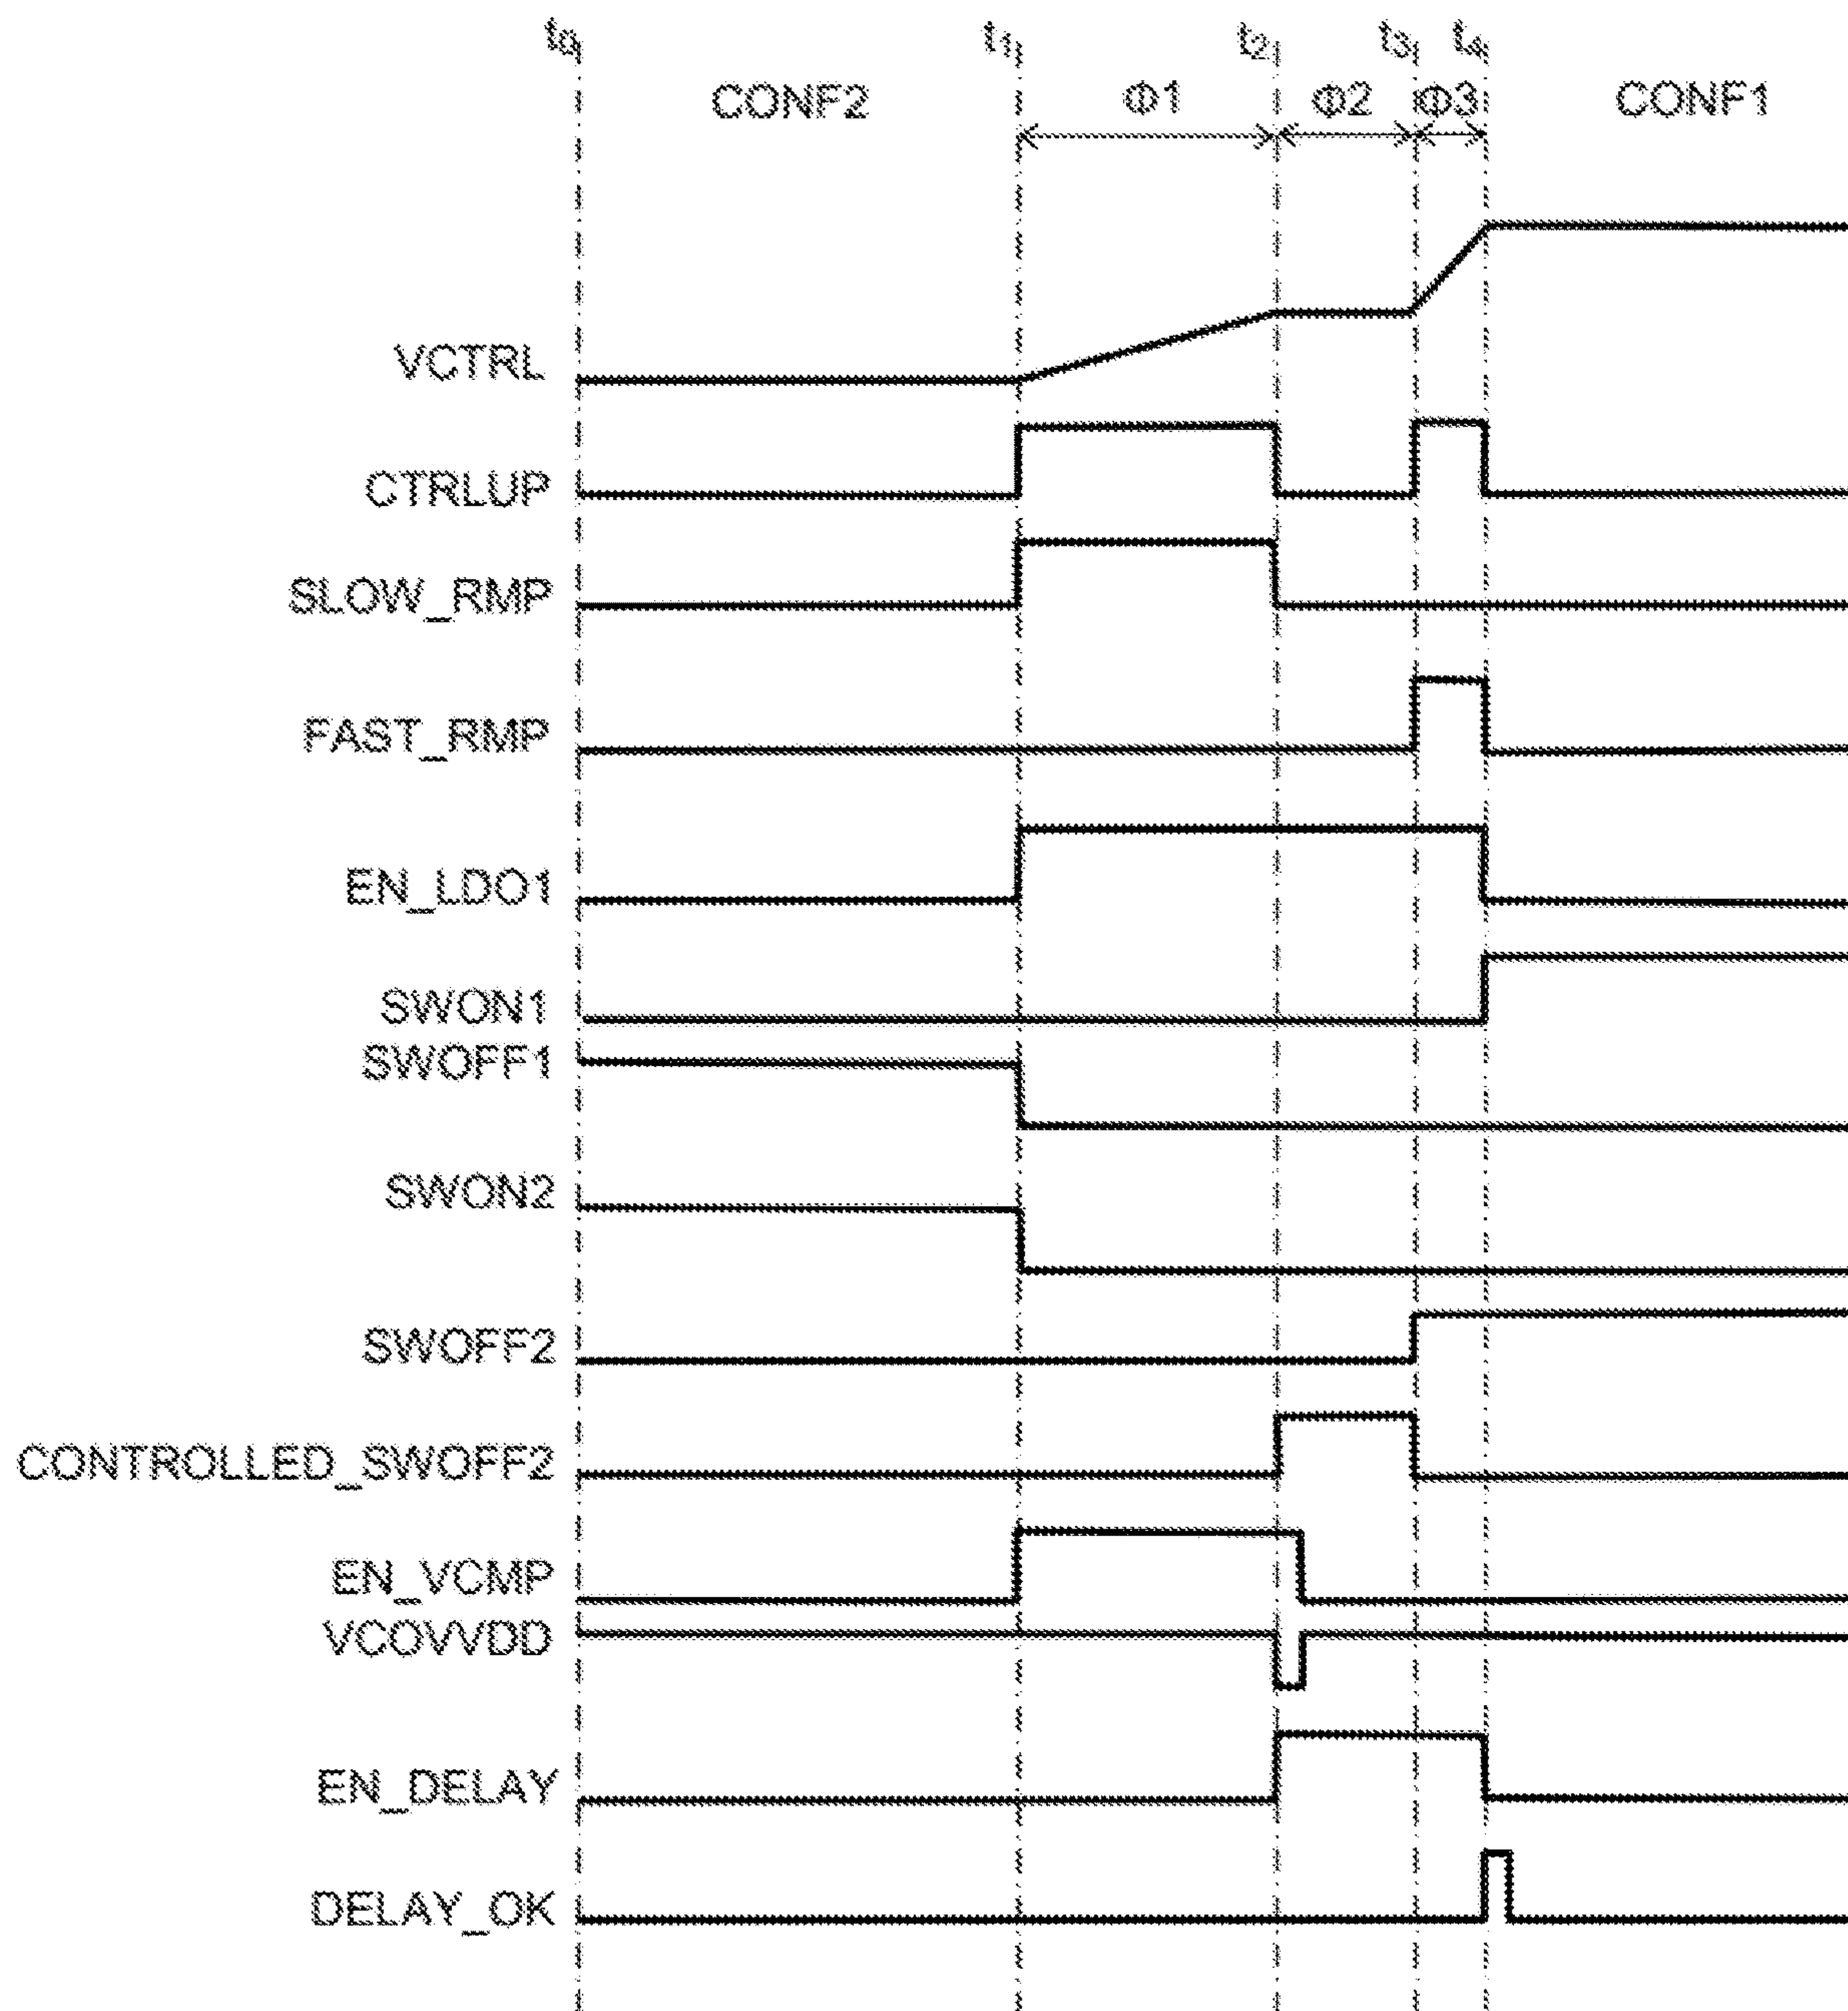 t0 t1 t2 t3 t4
CONF2 Φ1 Φ2 Φ3 CONF1
VCTRL
CTRLUP
SLOW_RMP
FAST_RMP
EN_LDO1
SWON1
SWOFF1
SWON2
SWOFF2
CONTROLLED_SWOFF2
EN_VCMP
VCOVVDD
EN_DELAY
DELAY_OK